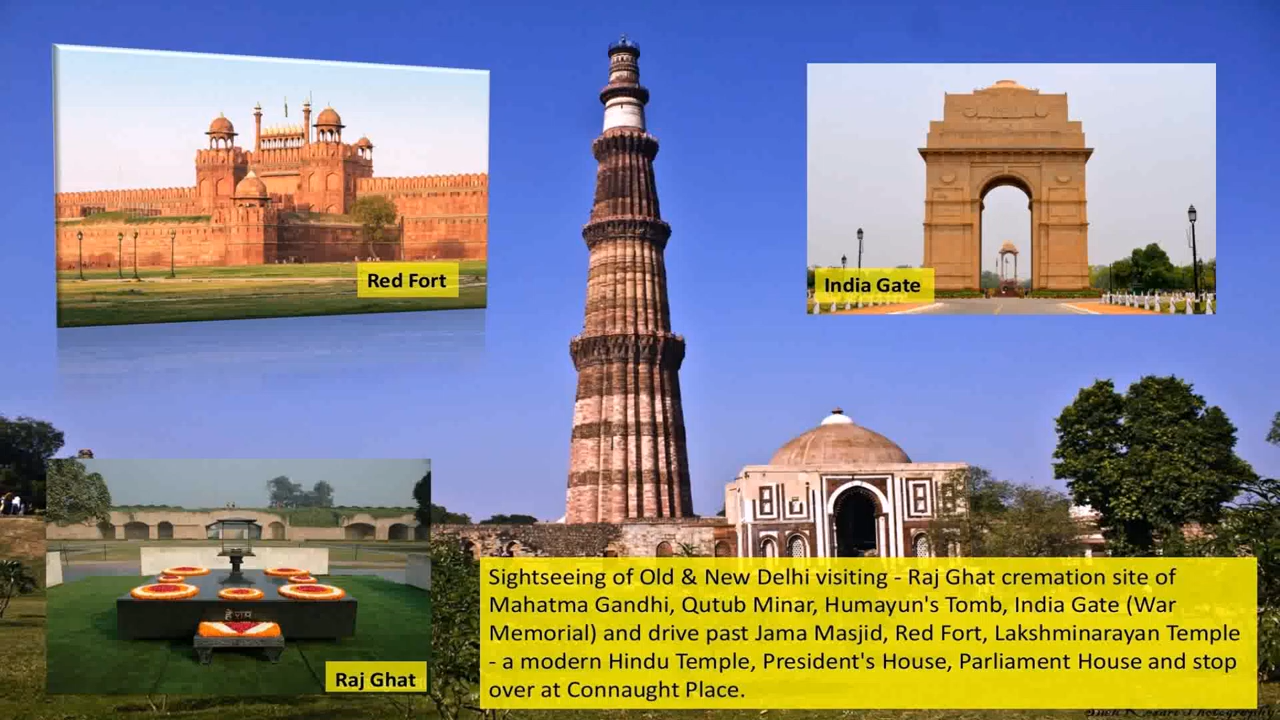 Red Fort
India Gate
Raj Ghat
Sightseeing of Old & New Delhi visiting - Raj Ghat cremation site of
Mahatma Gandhi, Qutub Minar, Humayun's Tomb, India Gate (War
Memorial) and drive past Jama Masjid, Red Fort, Lakshminarayan Temple
- a modern Hindu Temple, President's House, Parliament House and stop
over at Connaught Place.